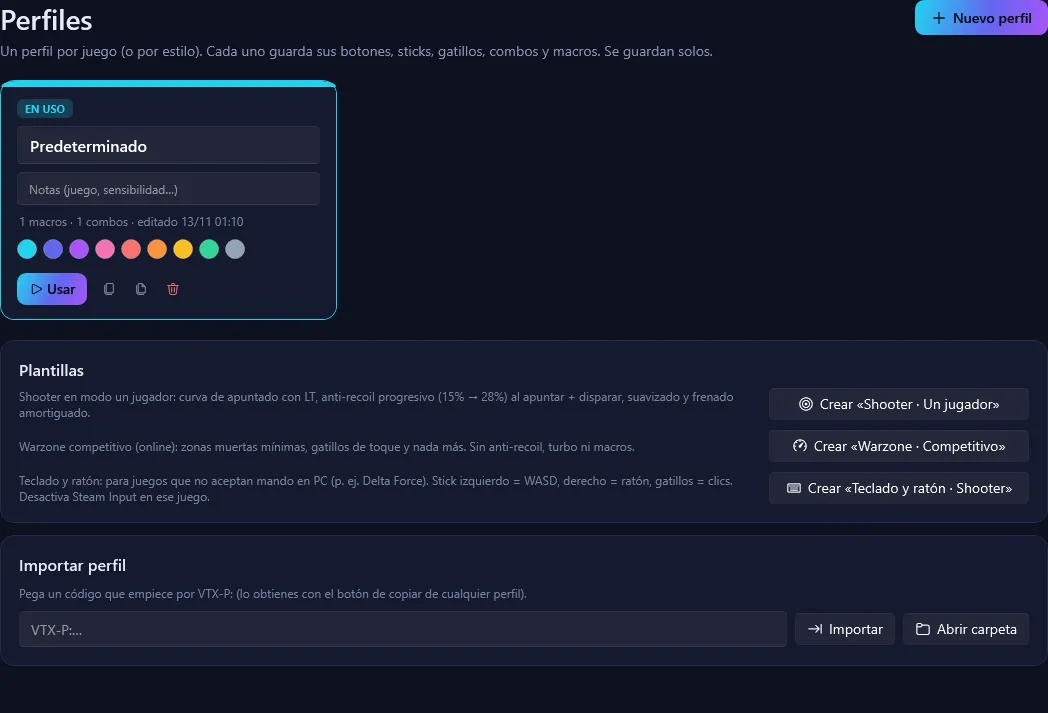 Perfiles
Nuevo perfil
Un perfil por juego (o por estilo). Cada uno guarda sus botones, sticks, gatillos, combos y macros. Se guardan solos.
EN USO
Predeterminado
Notas (juego, sensibilidad...)
1 macros · 1 combos · editado 13/11 01:10
Usar
Plantillas
Shooter en modo un jugador: curva de apuntado con LT, anti-recoil progresivo (15% → 28%) al apuntar + disparar, suavizado y frenado
amortiguado.
Crear «Shooter · Un jugador»
Warzone competitivo (online): zonas muertas mínimas, gatillos de toque y nada más. Sin anti-recoil, turbo ni macros.
Crear «Warzone · Competitivo»
Teclado y ratón: para juegos que no aceptan mando en PC (p. ej. Delta Force). Stick izquierdo = WASD, derecho = ratón, gatillos = clics.
Desactiva Steam Input en ese juego.
Crear «Teclado y ratón · Shooter»
Importar perfil
Pega un código que empiece por VTX-P: (lo obtienes con el botón de copiar de cualquier perfil).
VTX-P:...
Importar
Abrir carpeta